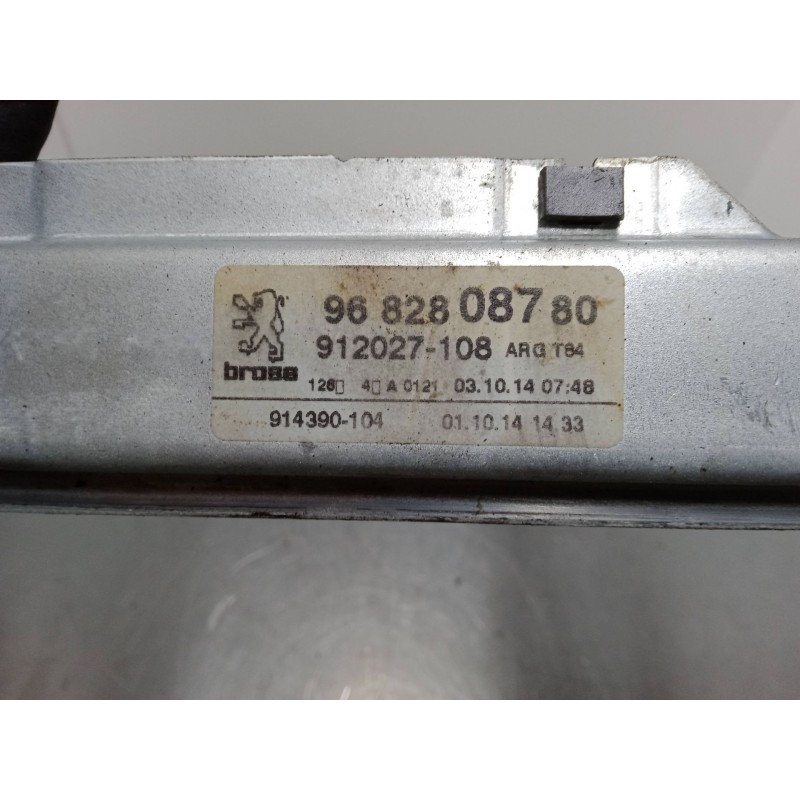 96 828 087 80
brose
912027-108 ARG T84
126 4 A 0121 03.10.14 07:48
914390-104 01.10.14 14 33